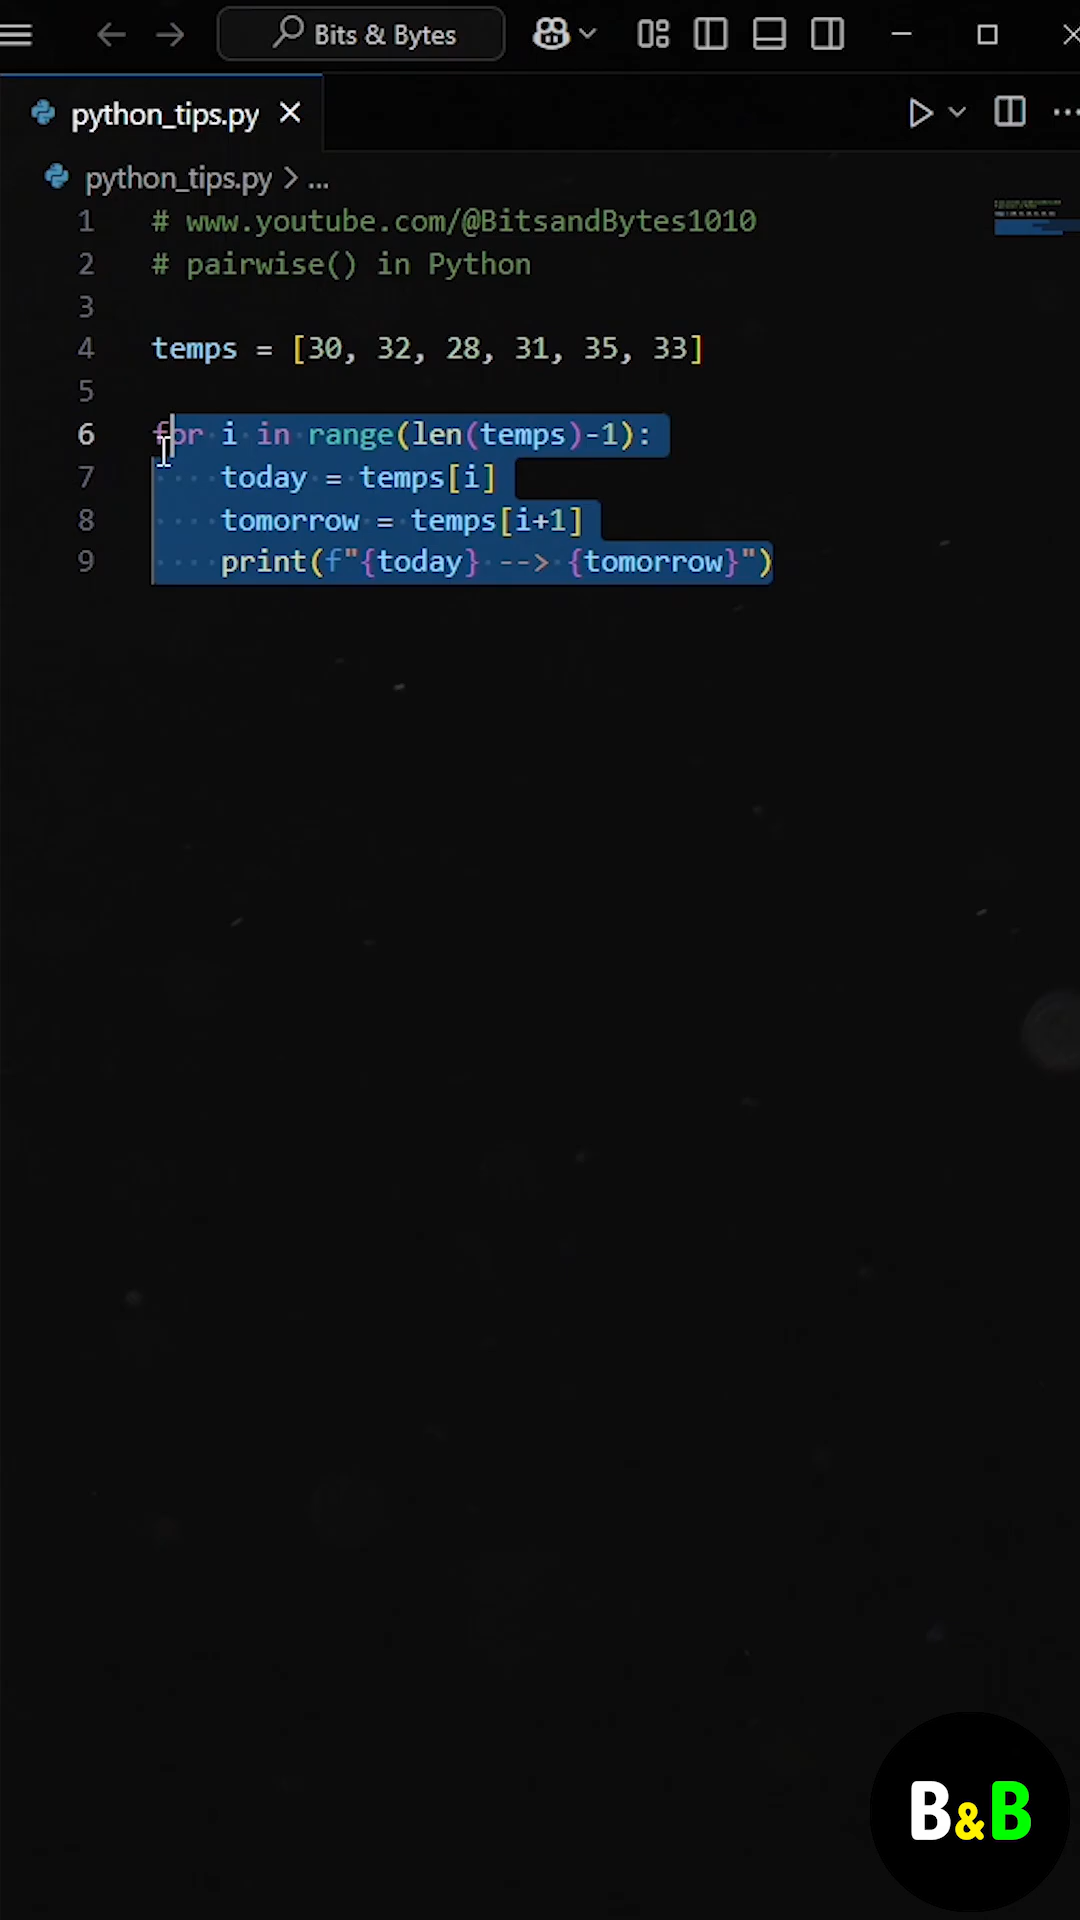 Bits & Bytes
python_tips.py
python_tips.py > ...
1 # www.youtube.com/@BitsandBytes1010
2 # pairwise() in Python
3
4 temps = [30, 32, 28, 31, 35, 33]
5
6 for i in range(len(temps)-1):
7 today = temps[i]
8 tomorrow = temps[i+1]
9 print(f"{today} --> {tomorrow}")
B&B